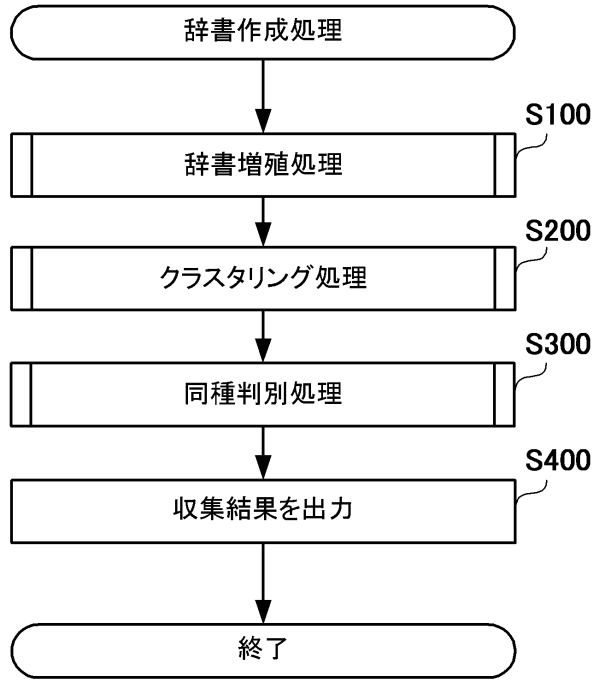 辞書作成処理
S100
辞書増殖処理
S200
クラスタリング処理
S300
同種判別処理
S400
収集結果を出力
終了